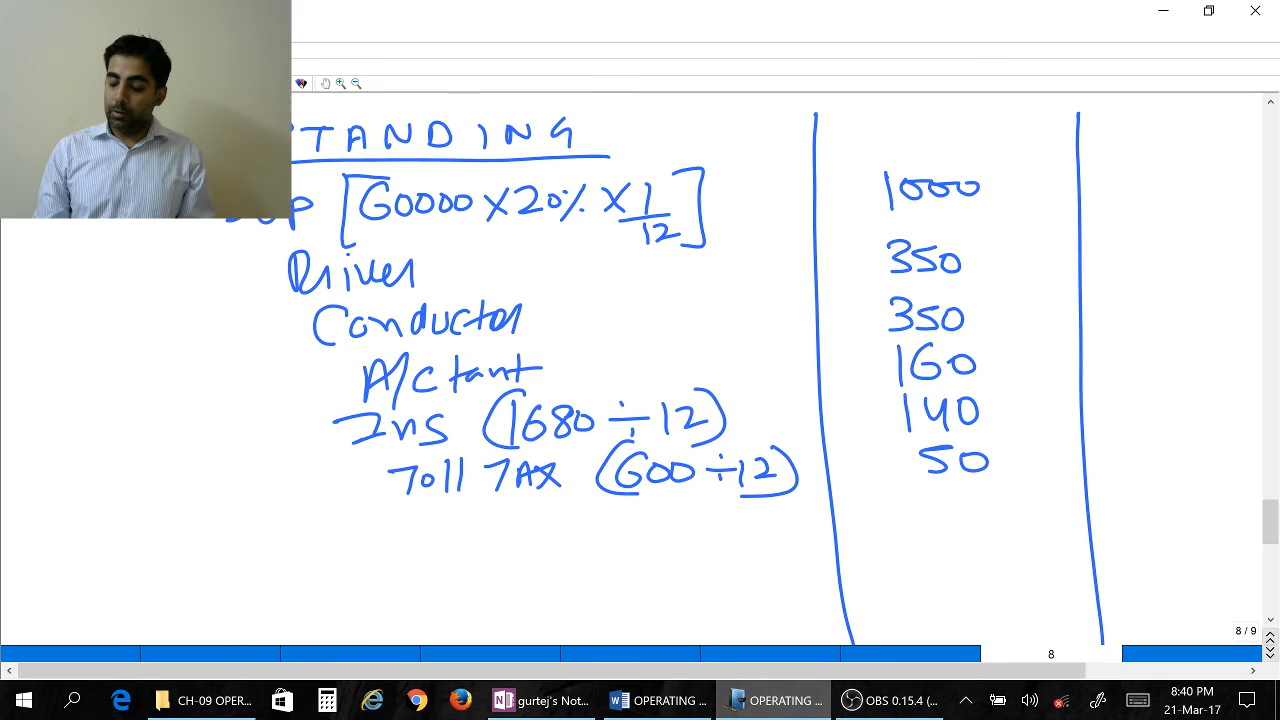 TANDING
[60000 × 20% × 1/12] 1000
Driver 350
Conductor 350
A/c tant 160
Ins (1680 ÷ 12) 140
Toll TAX (600 ÷ 12) 50
8 / 9
8
CH-09 OPER...
gurtej's Not...
OPERATING ...
OPERATING ...
OBS 0.15.4 (...
8:40 PM
21-Mar-17